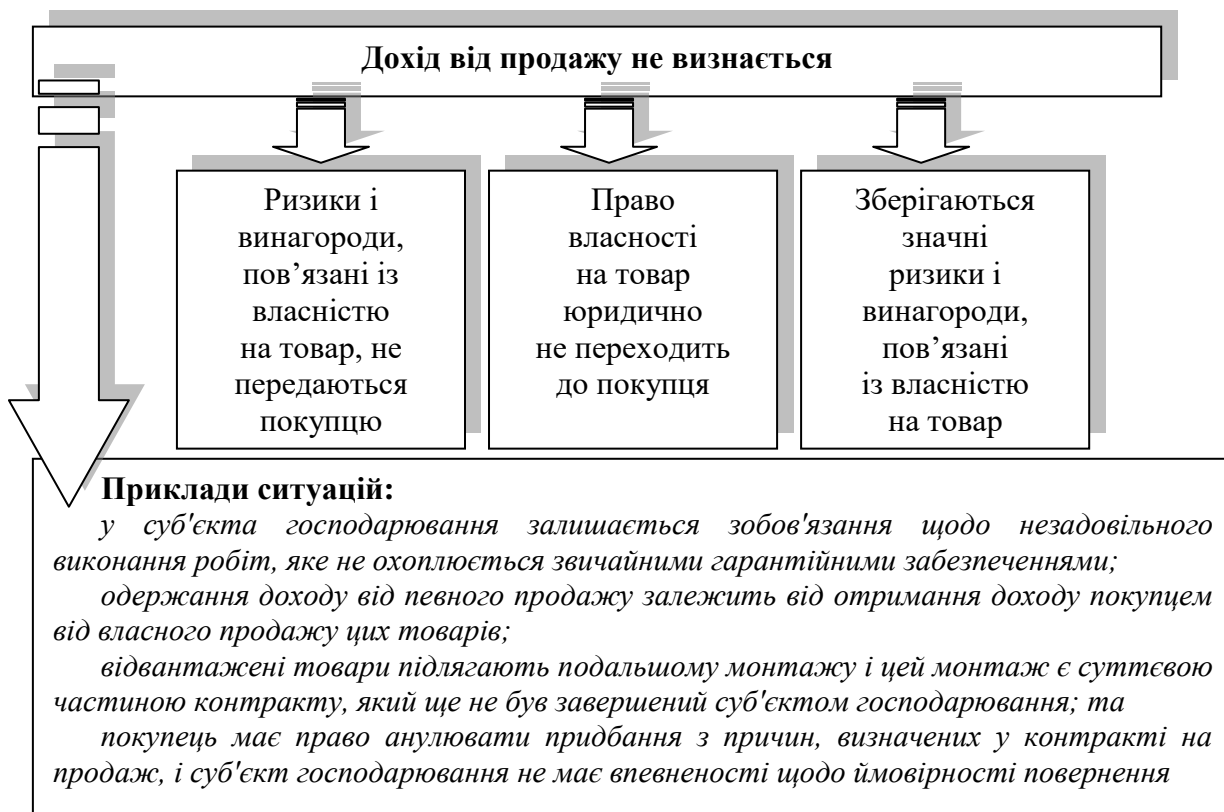 Дохід від продажу не визнається
Ризики і
винагороди,
пов’язані із
власністю
на товар, не
передаються
покупцю
Право
власності
на товар
юридично
не переходить
до покупця
Зберігаються
значні
ризики і
винагороди,
пов’язані
із власністю
на товар
Приклади ситуацій:
у суб'єкта господарювання залишається зобов'язання щодо незадовільного
виконання робіт, яке не охоплюється звичайними гарантійними забезпеченнями;
одержання доходу від певного продажу залежить від отримання доходу покупцем
від власного продажу цих товарів;
відвантажені товари підлягають подальшому монтажу і цей монтаж є суттєвою
частиною контракту, який ще не був завершений суб'єктом господарювання; та
покупець має право анулювати придбання з причин, визначених у контракті на
продаж, і суб'єкт господарювання не має впевненості щодо ймовірності повернення